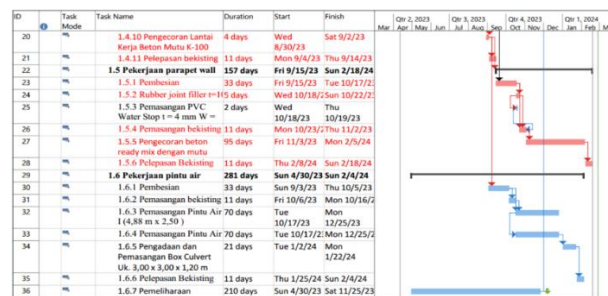 ID Task Mode Task Name Duration Start Finish Qtr 2, 2023 Qtr 3, 2023 Qtr 4, 2023 Qtr 1, 2024
Mar Apr May Jun Jul Aug Sep Oct Nov Dec Jan Feb M
20 1.4.10 Pengecoran Lantai Kerja Beton Mutu K-100 4 days Wed 8/30/23 Sat 9/2/23
21 1.4.11 Pelepasan bekisting 11 days Mon 9/4/23 Thu 9/14/23
22 1.5 Pekerjaan parapet wall 157 days Fri 9/15/23 Sun 2/18/24
23 1.5.1 Pembesian 33 days Fri 9/15/23 Tue 10/17/2
24 1.5.2 Rubber joint filler t=1 5 days Wed 10/18/2 Sun 10/22/2
25 1.5.3 Pemasangan PVC Water Stop t = 4 mm W = 2 days Wed 10/18/23 Thu 10/19/23
26 1.5.4 Pemasangan bekisting 11 days Mon 10/23/2 Thu 11/2/23
27 1.5.5 Pengecoran beton ready mix dengan mutu 95 days Fri 11/3/23 Mon 2/5/24
28 1.5.6 Pelepasan Bekisting 11 days Thu 2/8/24 Sun 2/18/24
29 1.6 Pekerjaan pintu air 281 days Sun 4/30/23 Sun 2/4/24
30 1.6.1 Pembesian 33 days Sun 9/3/23 Thu 10/5/23
31 1.6.2 Pemasangan bekisting 11 days Fri 10/6/23 Mon 10/16/2
32 1.6.3 Pemasangan Pintu Air I (4,88 m x 2,50 ) 70 days Tue 10/17/23 Mon 12/25/23
33 1.6.4 Pemasangan Pintu Air 70 days Tue 10/17/2 Mon 12/25/2
34 1.6.5 Pengadaan dan Pemasangan Box Culvert Uk. 3,00 x 3,00 x 1,20 m 21 days Tue 1/2/24 Mon 1/22/24
35 1.6.6 Pelepasan Bekisting 11 days Thu 1/25/24 Sun 2/4/24
36 1.6.7 Pemeliharaan 210 days Sun 4/30/23 Sat 11/25/23